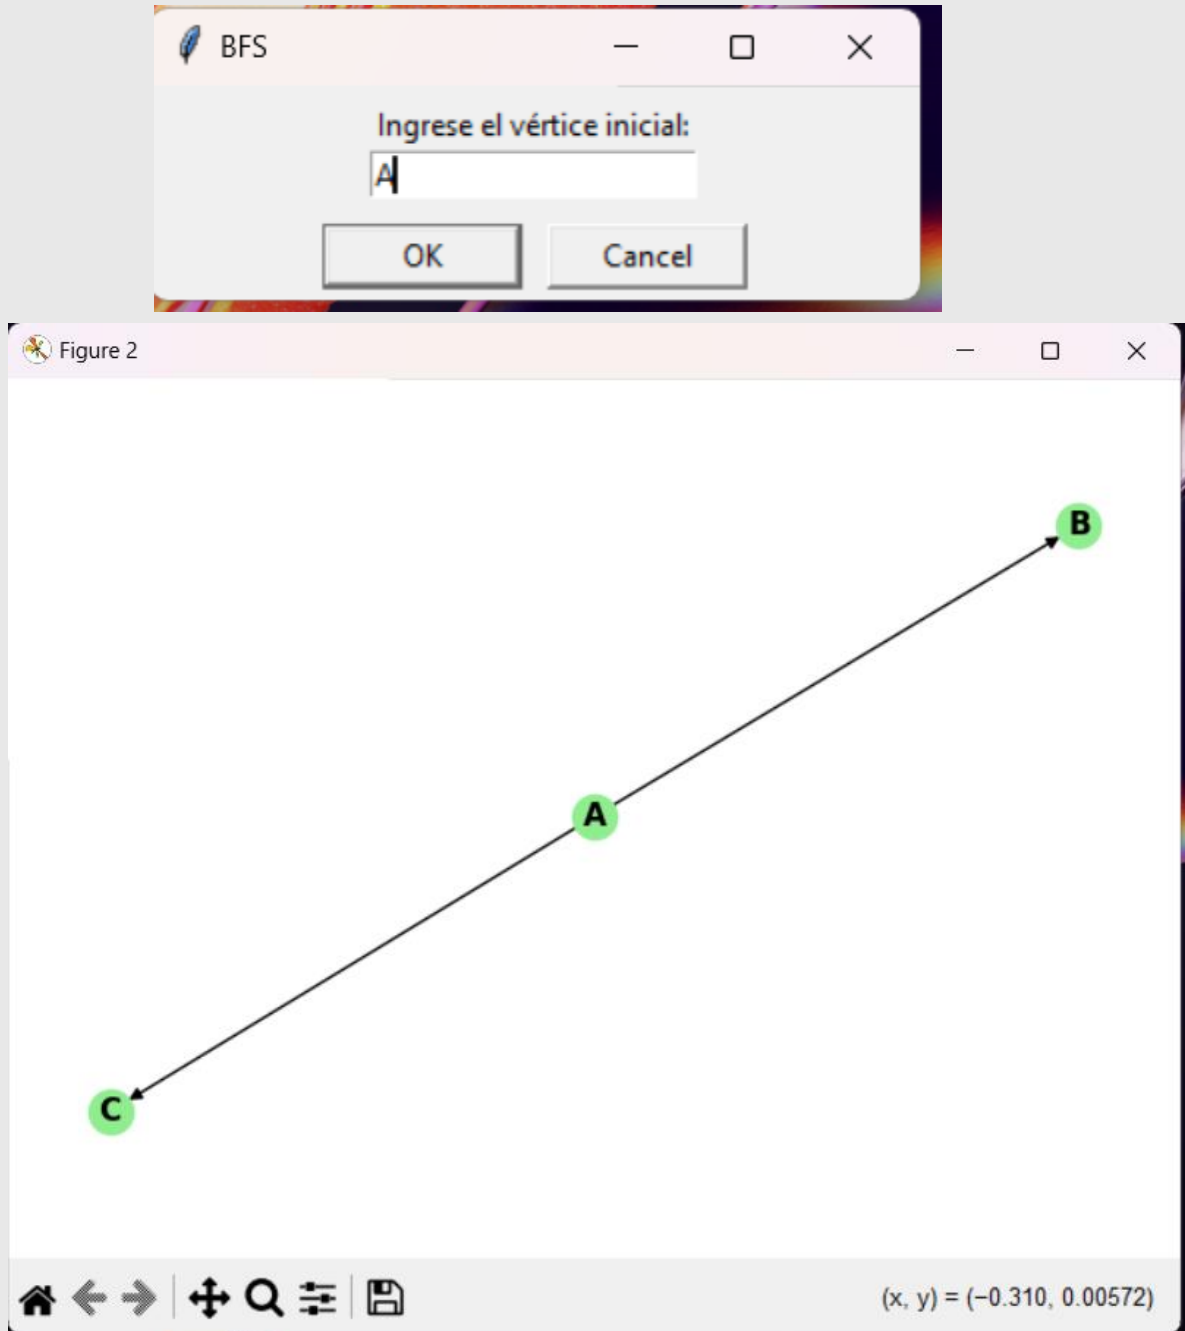 BFS
Ingrese el vértice inicial:
A
OK Cancel
Figure 2
B
A
C
(x, y) = (−0.310, 0.00572)